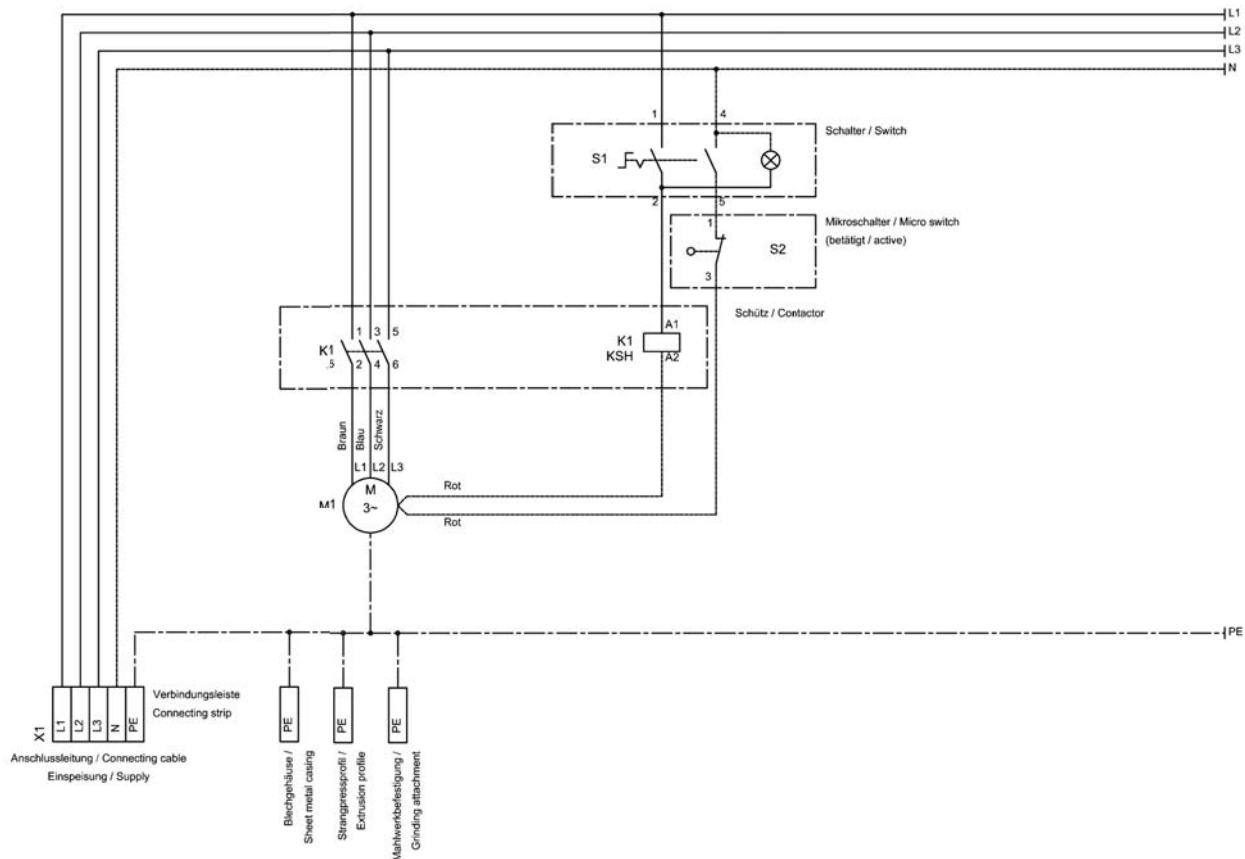 L1
L2
L3
N
1
4
Schalter / Switch
S1
2
5
1
Mikroschalter / Micro switch
(betätigt / active)
S2
3
Schütz / Contactor
1
3
5
K1
.5
2
4
6
A1
K1
KSH
A2
Braun
Blau
Schwarz
L1
L2
L3
M
3~
M1
Rot
Rot
PE
X1
L1
L2
L3
N
PE
Verbindungsleiste
Connecting strip
Anschlussleitung / Connecting cable
Einspeisung / Supply
PE
Blechgehäuse /
Sheet metal casing
PE
Strangpressprofil /
Extrusion profile
PE
Mahlwerkbefestigung /
Grinding attachment